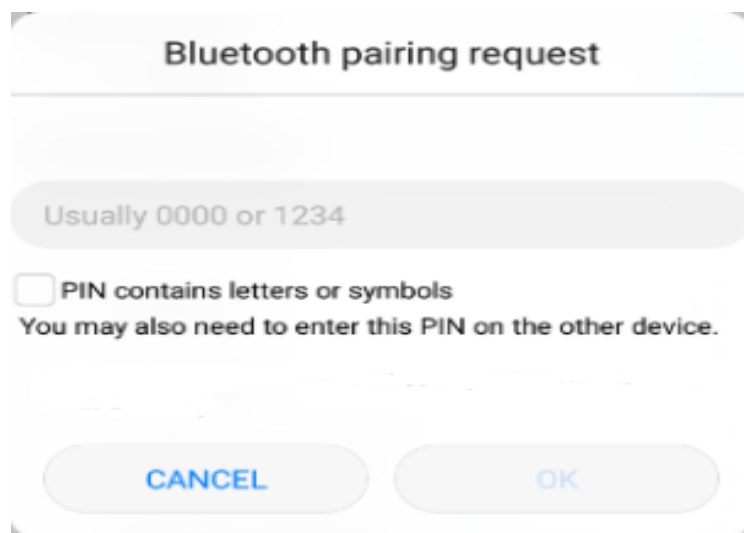 Bluetooth pairing request
Usually 0000 or 1234
PIN contains letters or symbols
You may also need to enter this PIN on the other device.
CANCEL
OK